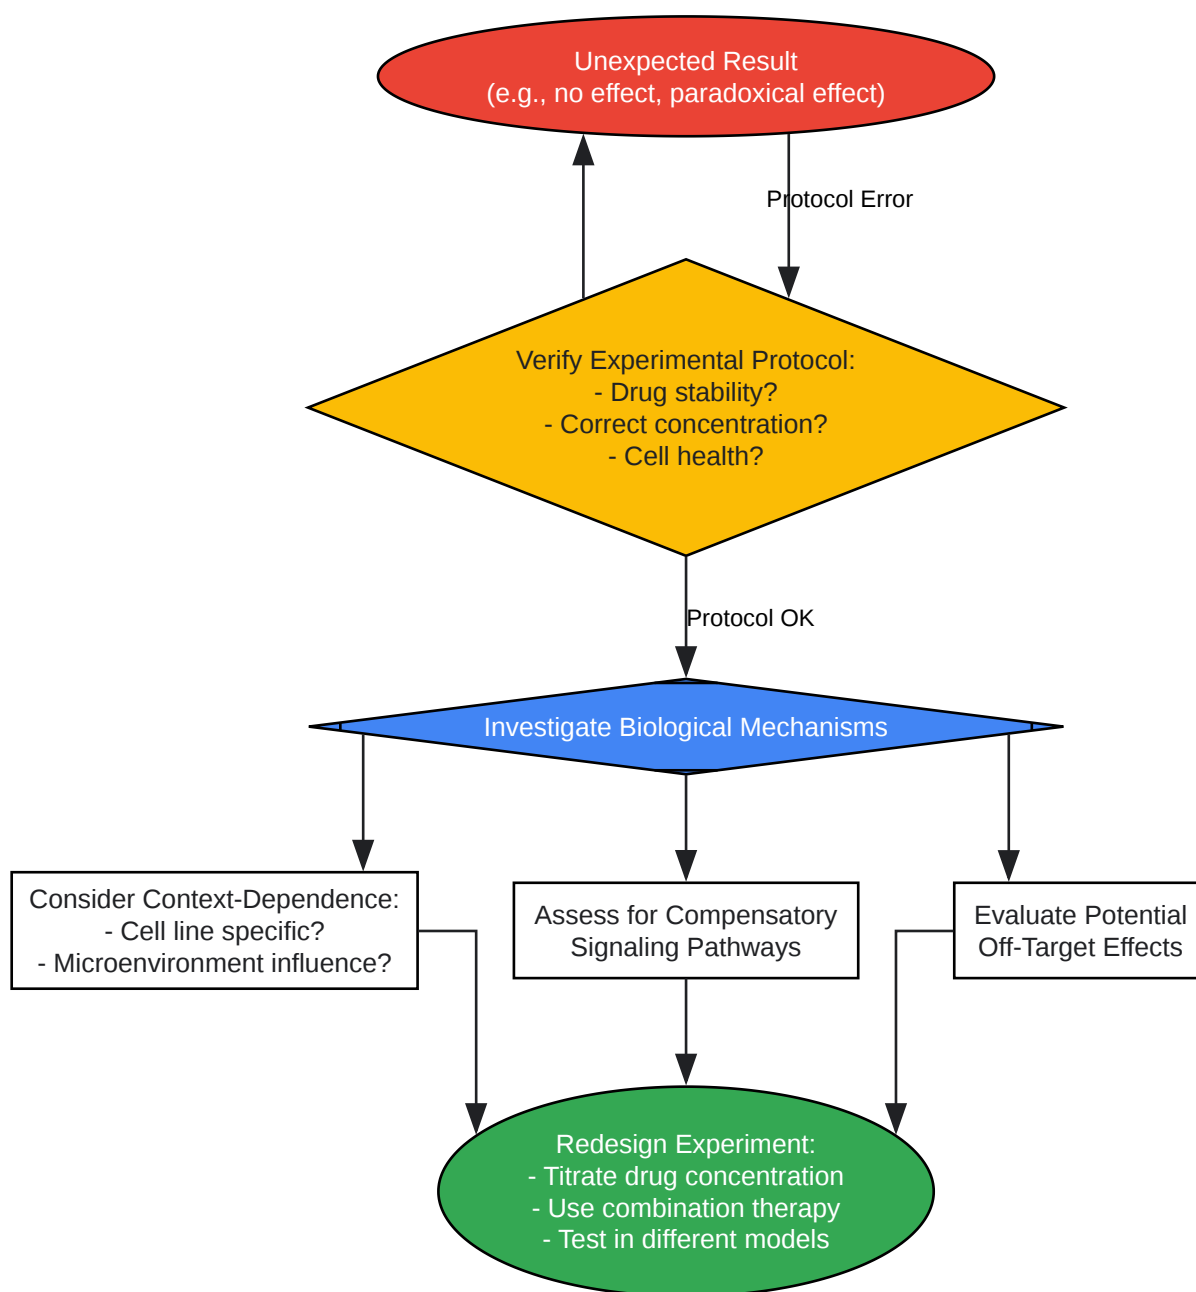 Unexpected Result
(e.g., no effect, paradoxical effect)
Protocol Error
Verify Experimental Protocol:
- Drug stability?
- Correct concentration?
- Cell health?
Protocol OK
Investigate Biological Mechanisms
Consider Context-Dependence:
- Cell line specific?
- Microenvironment influence?
Assess for Compensatory
Signaling Pathways
Evaluate Potential
Off-Target Effects
Redesign Experiment:
- Titrate drug concentration
- Use combination therapy
- Test in different models